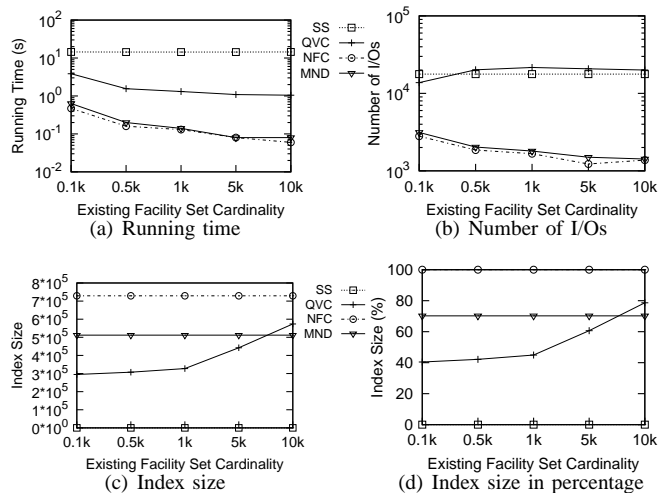 10^2
10^1
10^0
10^-1
10^-2
Running Time (s)
0.1k 0.5k 1k 5k 10k
Existing Facility Set Cardinality
(a) Running time
SS
QVC
NFC
MND
10^5
10^4
10^3
Number of I/Os
0.1k 0.5k 1k 5k 10k
Existing Facility Set Cardinality
(b) Number of I/Os
8*10^5
7*10^5
6*10^5
5*10^5
4*10^5
3*10^5
2*10^5
1*10^5
0*10^0
Index Size
0.1k 0.5k 1k 5k 10k
Existing Facility Set Cardinality
(c) Index size
SS
QVC
NFC
MND
100
80
60
40
20
0
Index Size (%)
0.1k 0.5k 1k 5k 10k
Existing Facility Set Cardinality
(d) Index size in percentage